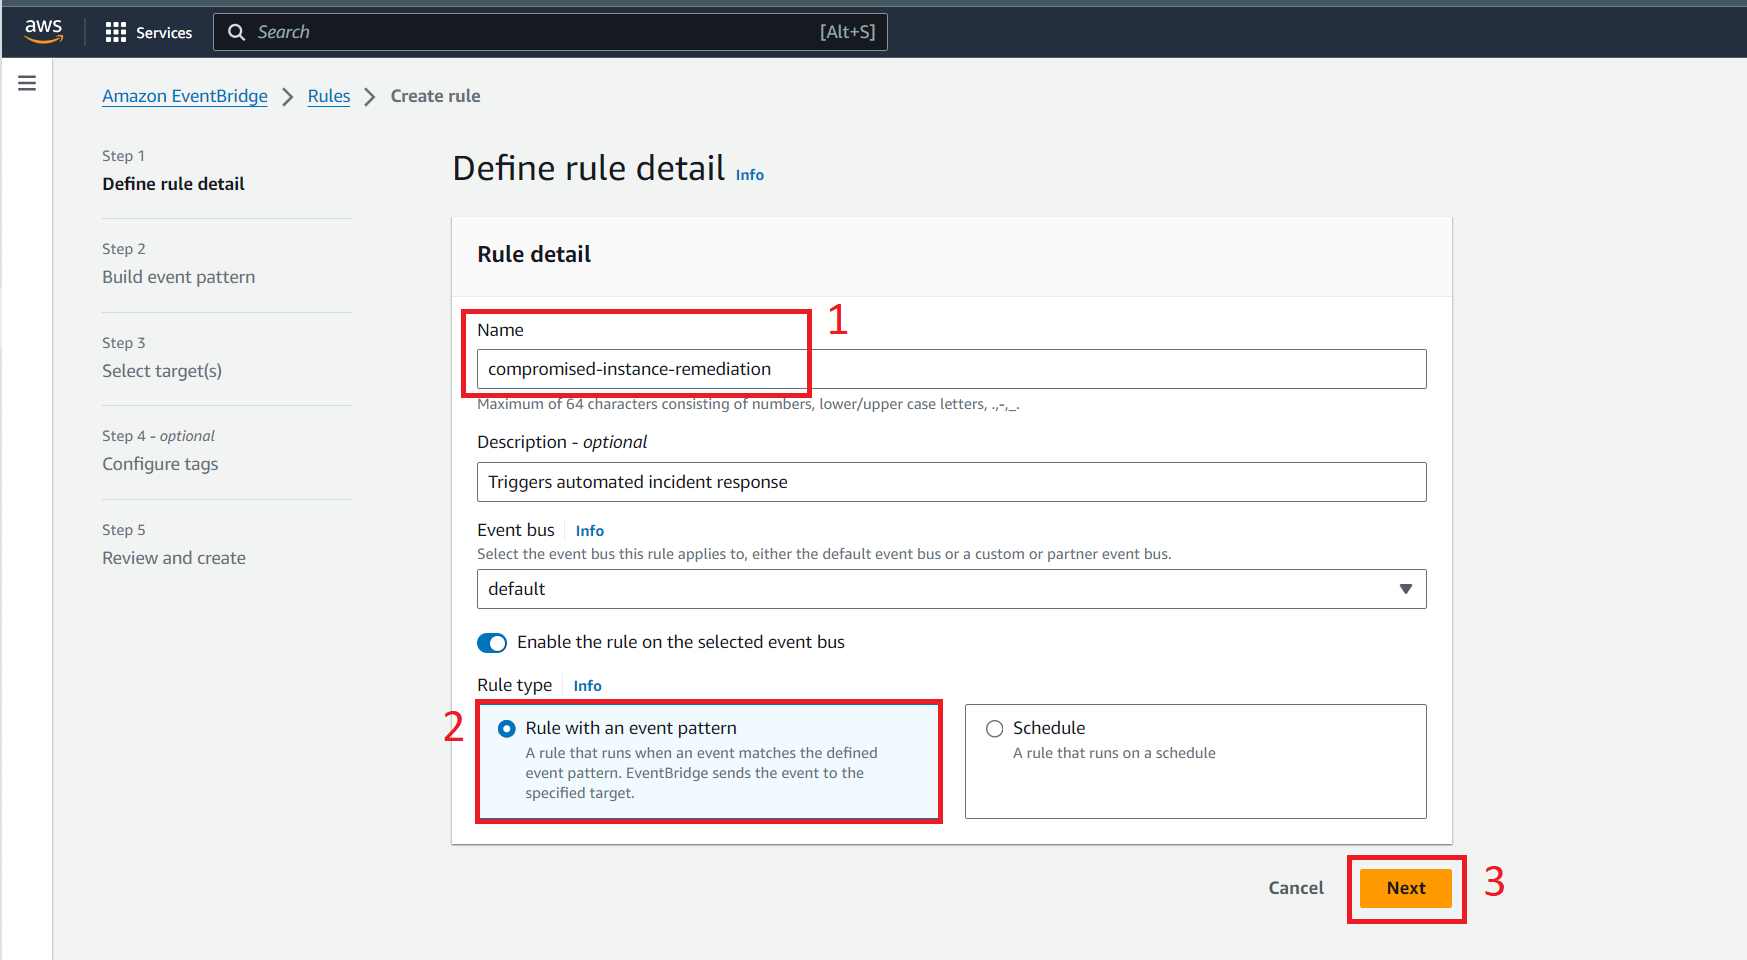 aws
Services
Search [Alt+S]
Amazon EventBridge > Rules > Create rule
Step 1
Define rule detail
Step 2
Build event pattern
Step 3
Select target(s)
Step 4 - optional
Configure tags
Step 5
Review and create
Define rule detail Info
Rule detail
1
Name
compromised-instance-remediation
Maximum of 64 characters consisting of numbers, lower/upper case letters, .,-,_.
Description - optional
Triggers automated incident response
Event bus Info
Select the event bus this rule applies to, either the default event bus or a custom or partner event bus.
default
Enable the rule on the selected event bus
Rule type Info
2
Rule with an event pattern
A rule that runs when an event matches the defined
event pattern. EventBridge sends the event to the
specified target.
Schedule
A rule that runs on a schedule
Cancel
Next
3